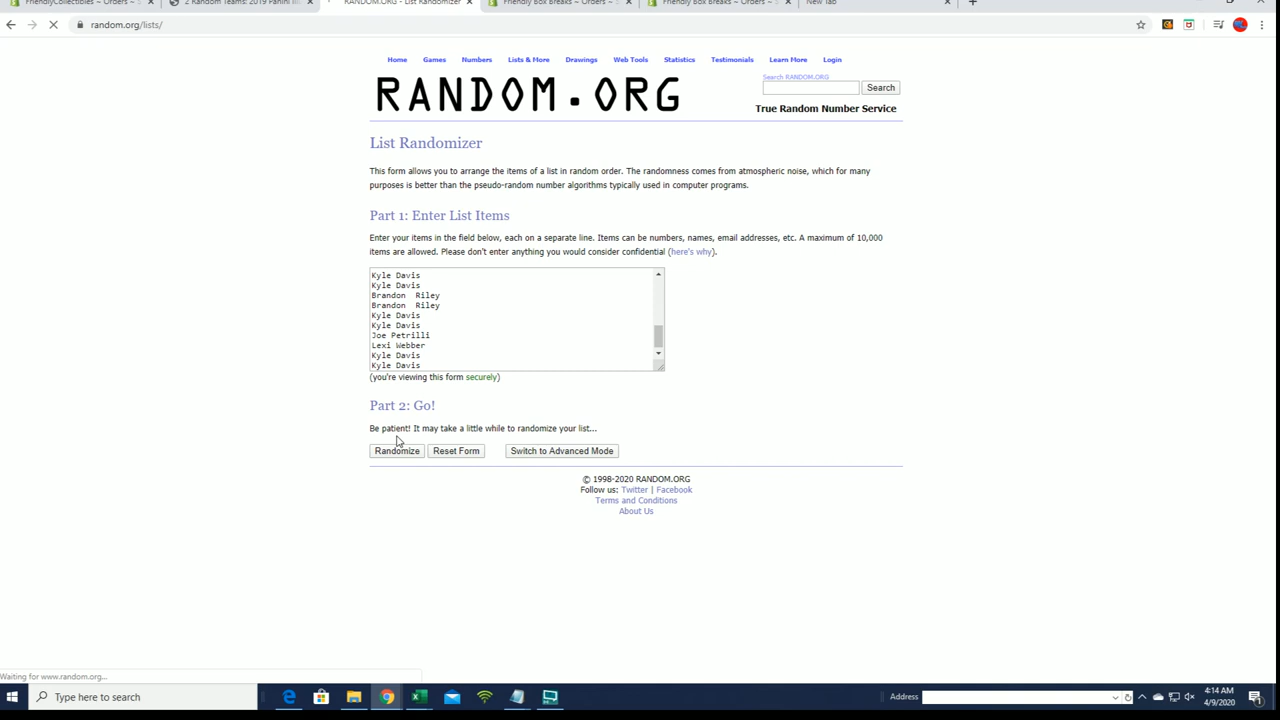 FriendlyCollectibles ~ Orders ~ S
2 Random Teams: 2019 Panini
RANDOM.ORG - List Randomizer
Friendly Box Breaks ~ Orders ~ S
Friendly Box Breaks ~ Orders ~ S
New Tab
random.org/lists/
Home Games Numbers Lists & More Drawings Web Tools Statistics Testimonials Learn More Login
RANDOM.ORG
Search RANDOM.ORG
Search
True Random Number Service
List Randomizer
This form allows you to arrange the items of a list in random order. The randomness comes from atmospheric noise, which for many
purposes is better than the pseudo-random number algorithms typically used in computer programs.
Part 1: Enter List Items
Enter your items in the field below, each on a separate line. Items can be numbers, names, email addresses, etc. A maximum of 10,000
items are allowed. Please don't enter anything you would consider confidential (here's why).
Kyle Davis
Kyle Davis
Brandon  Riley
Brandon  Riley
Kyle Davis
Kyle Davis
Joe Petrilli
Lexi Webber
Kyle Davis
Kyle Davis
(you're viewing this form securely)
Part 2: Go!
Be patient! It may take a little while to randomize your list...
Randomize Reset Form Switch to Advanced Mode
© 1998-2020 RANDOM.ORG
Follow us: Twitter | Facebook
Terms and Conditions
About Us
Waiting for www.random.org...
Type here to search
Address
4:14 AM
4/9/2020